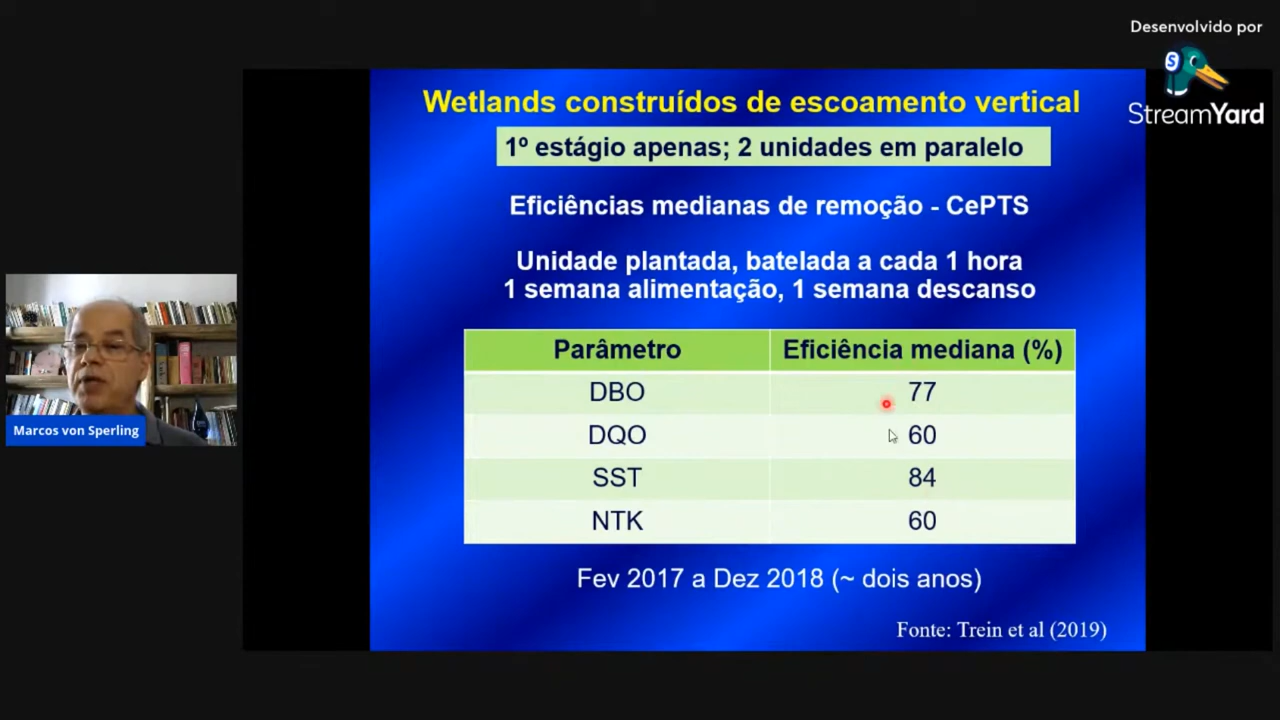 Desenvolvido por
StreamYard
Wetlands construídos de escoamento vertical
1º estágio apenas; 2 unidades em paralelo
Eficiências medianas de remoção - CePTS
Unidade plantada, batelada a cada 1 hora
1 semana alimentação, 1 semana descanso
Parâmetro Eficiência mediana (%)
DBO 77
DQO 60
SST 84
NTK 60
Fev 2017 a Dez 2018 (~ dois anos)
Fonte: Trein et al (2019)
Marcos von Sperling